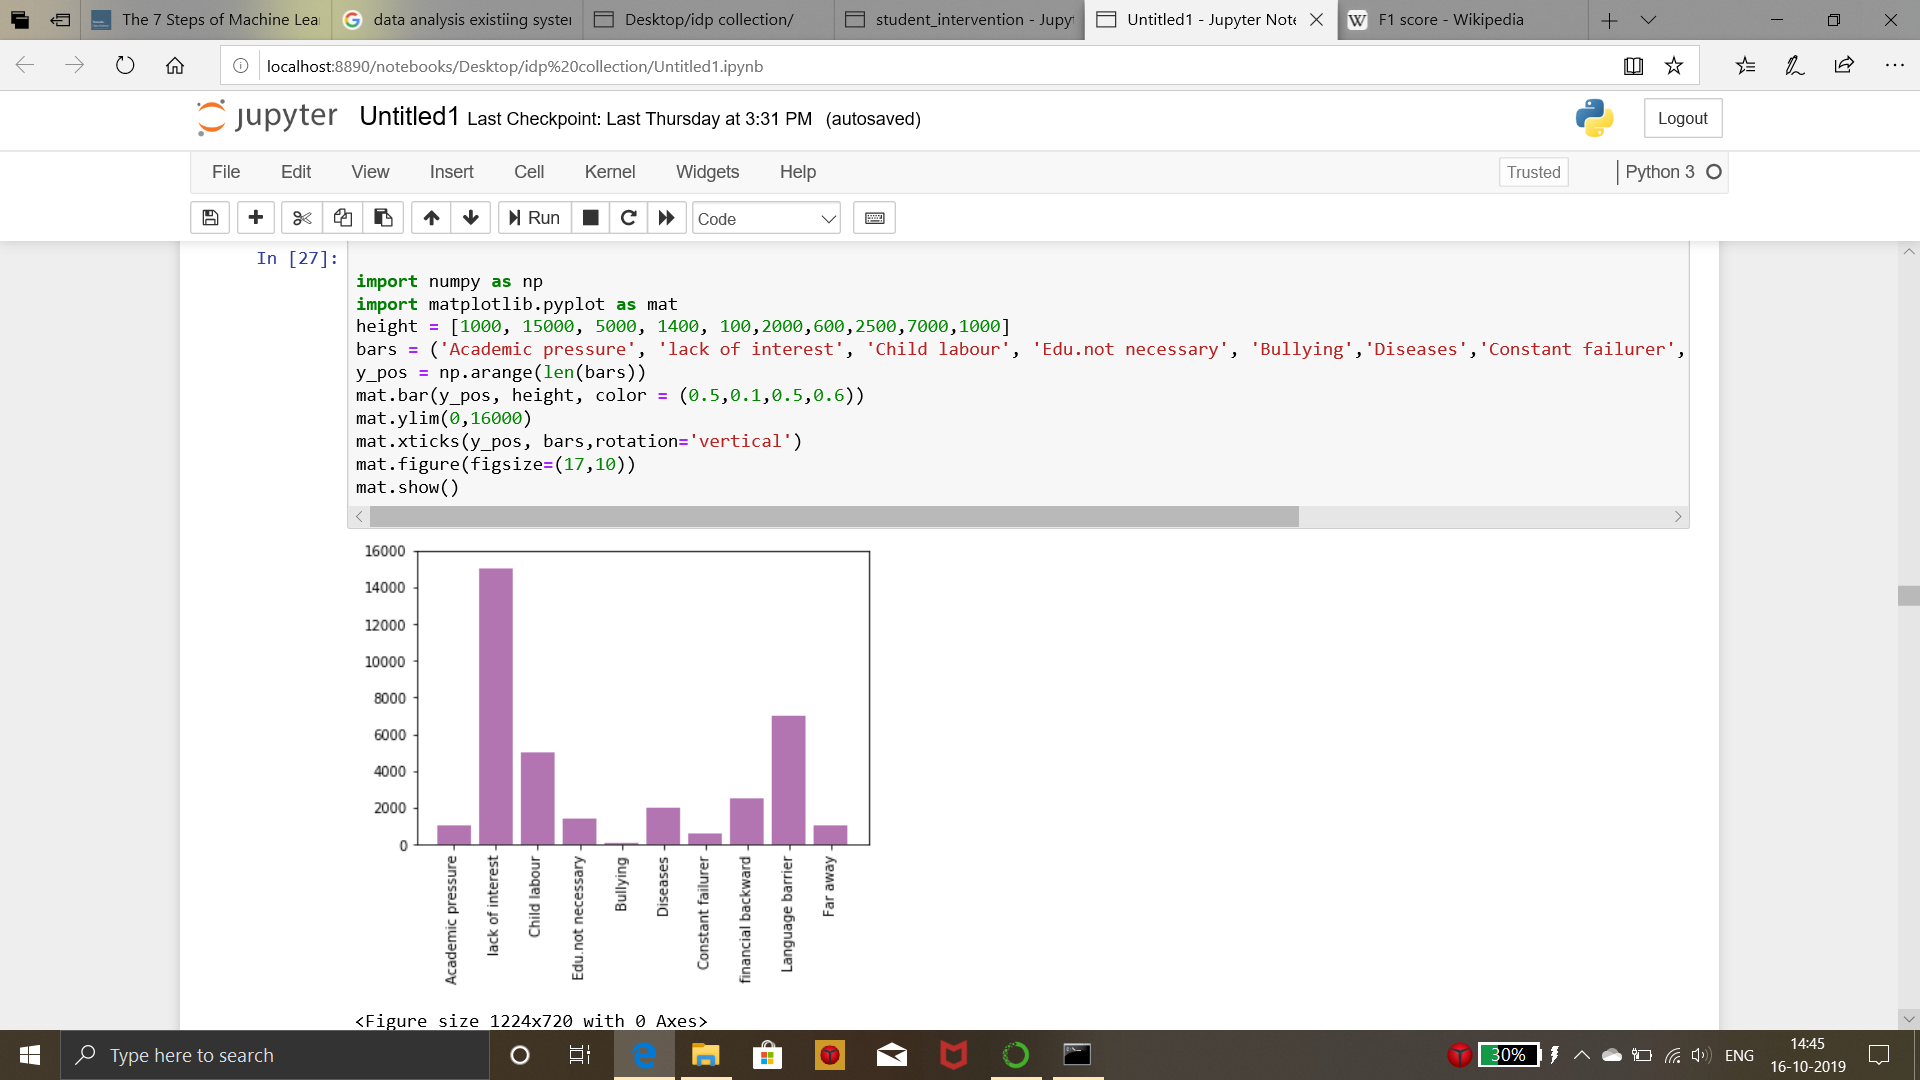 The 7 Steps of Machine Lea
data analysis existiing syster
Desktop/idp collection/
student_intervention - Jupyt
Untitled1 - Jupyter Note
F1 score - Wikipedia
localhost:8890/notebooks/Desktop/idp%20collection/Untitled1.ipynb
jupyter Untitled1 Last Checkpoint: Last Thursday at 3:31 PM (autosaved)
Logout
File Edit View Insert Cell Kernel Widgets Help
Trusted
Python 3
Run
Code
In [27]:
import numpy as np
import matplotlib.pyplot as mat
height = [1000, 15000, 5000, 1400, 100,2000,600,2500,7000,1000]
bars = ('Academic pressure', 'lack of interest', 'Child labour', 'Edu.not necessary', 'Bullying','Diseases','Constant failurer',
y_pos = np.arange(len(bars))
mat.bar(y_pos, height, color = (0.5,0.1,0.5,0.6))
mat.ylim(0,16000)
mat.xticks(y_pos, bars,rotation='vertical')
mat.figure(figsize=(17,10))
mat.show()
16000
14000
12000
10000
8000
6000
4000
2000
0
Academic pressure
lack of interest
Child labour
Edu.not necessary
Bullying
Diseases
Constant failurer
financial backward
Language barrier
Far away
<Figure size 1224x720 with 0 Axes>
Type here to search
30%
ENG
14:45
16-10-2019